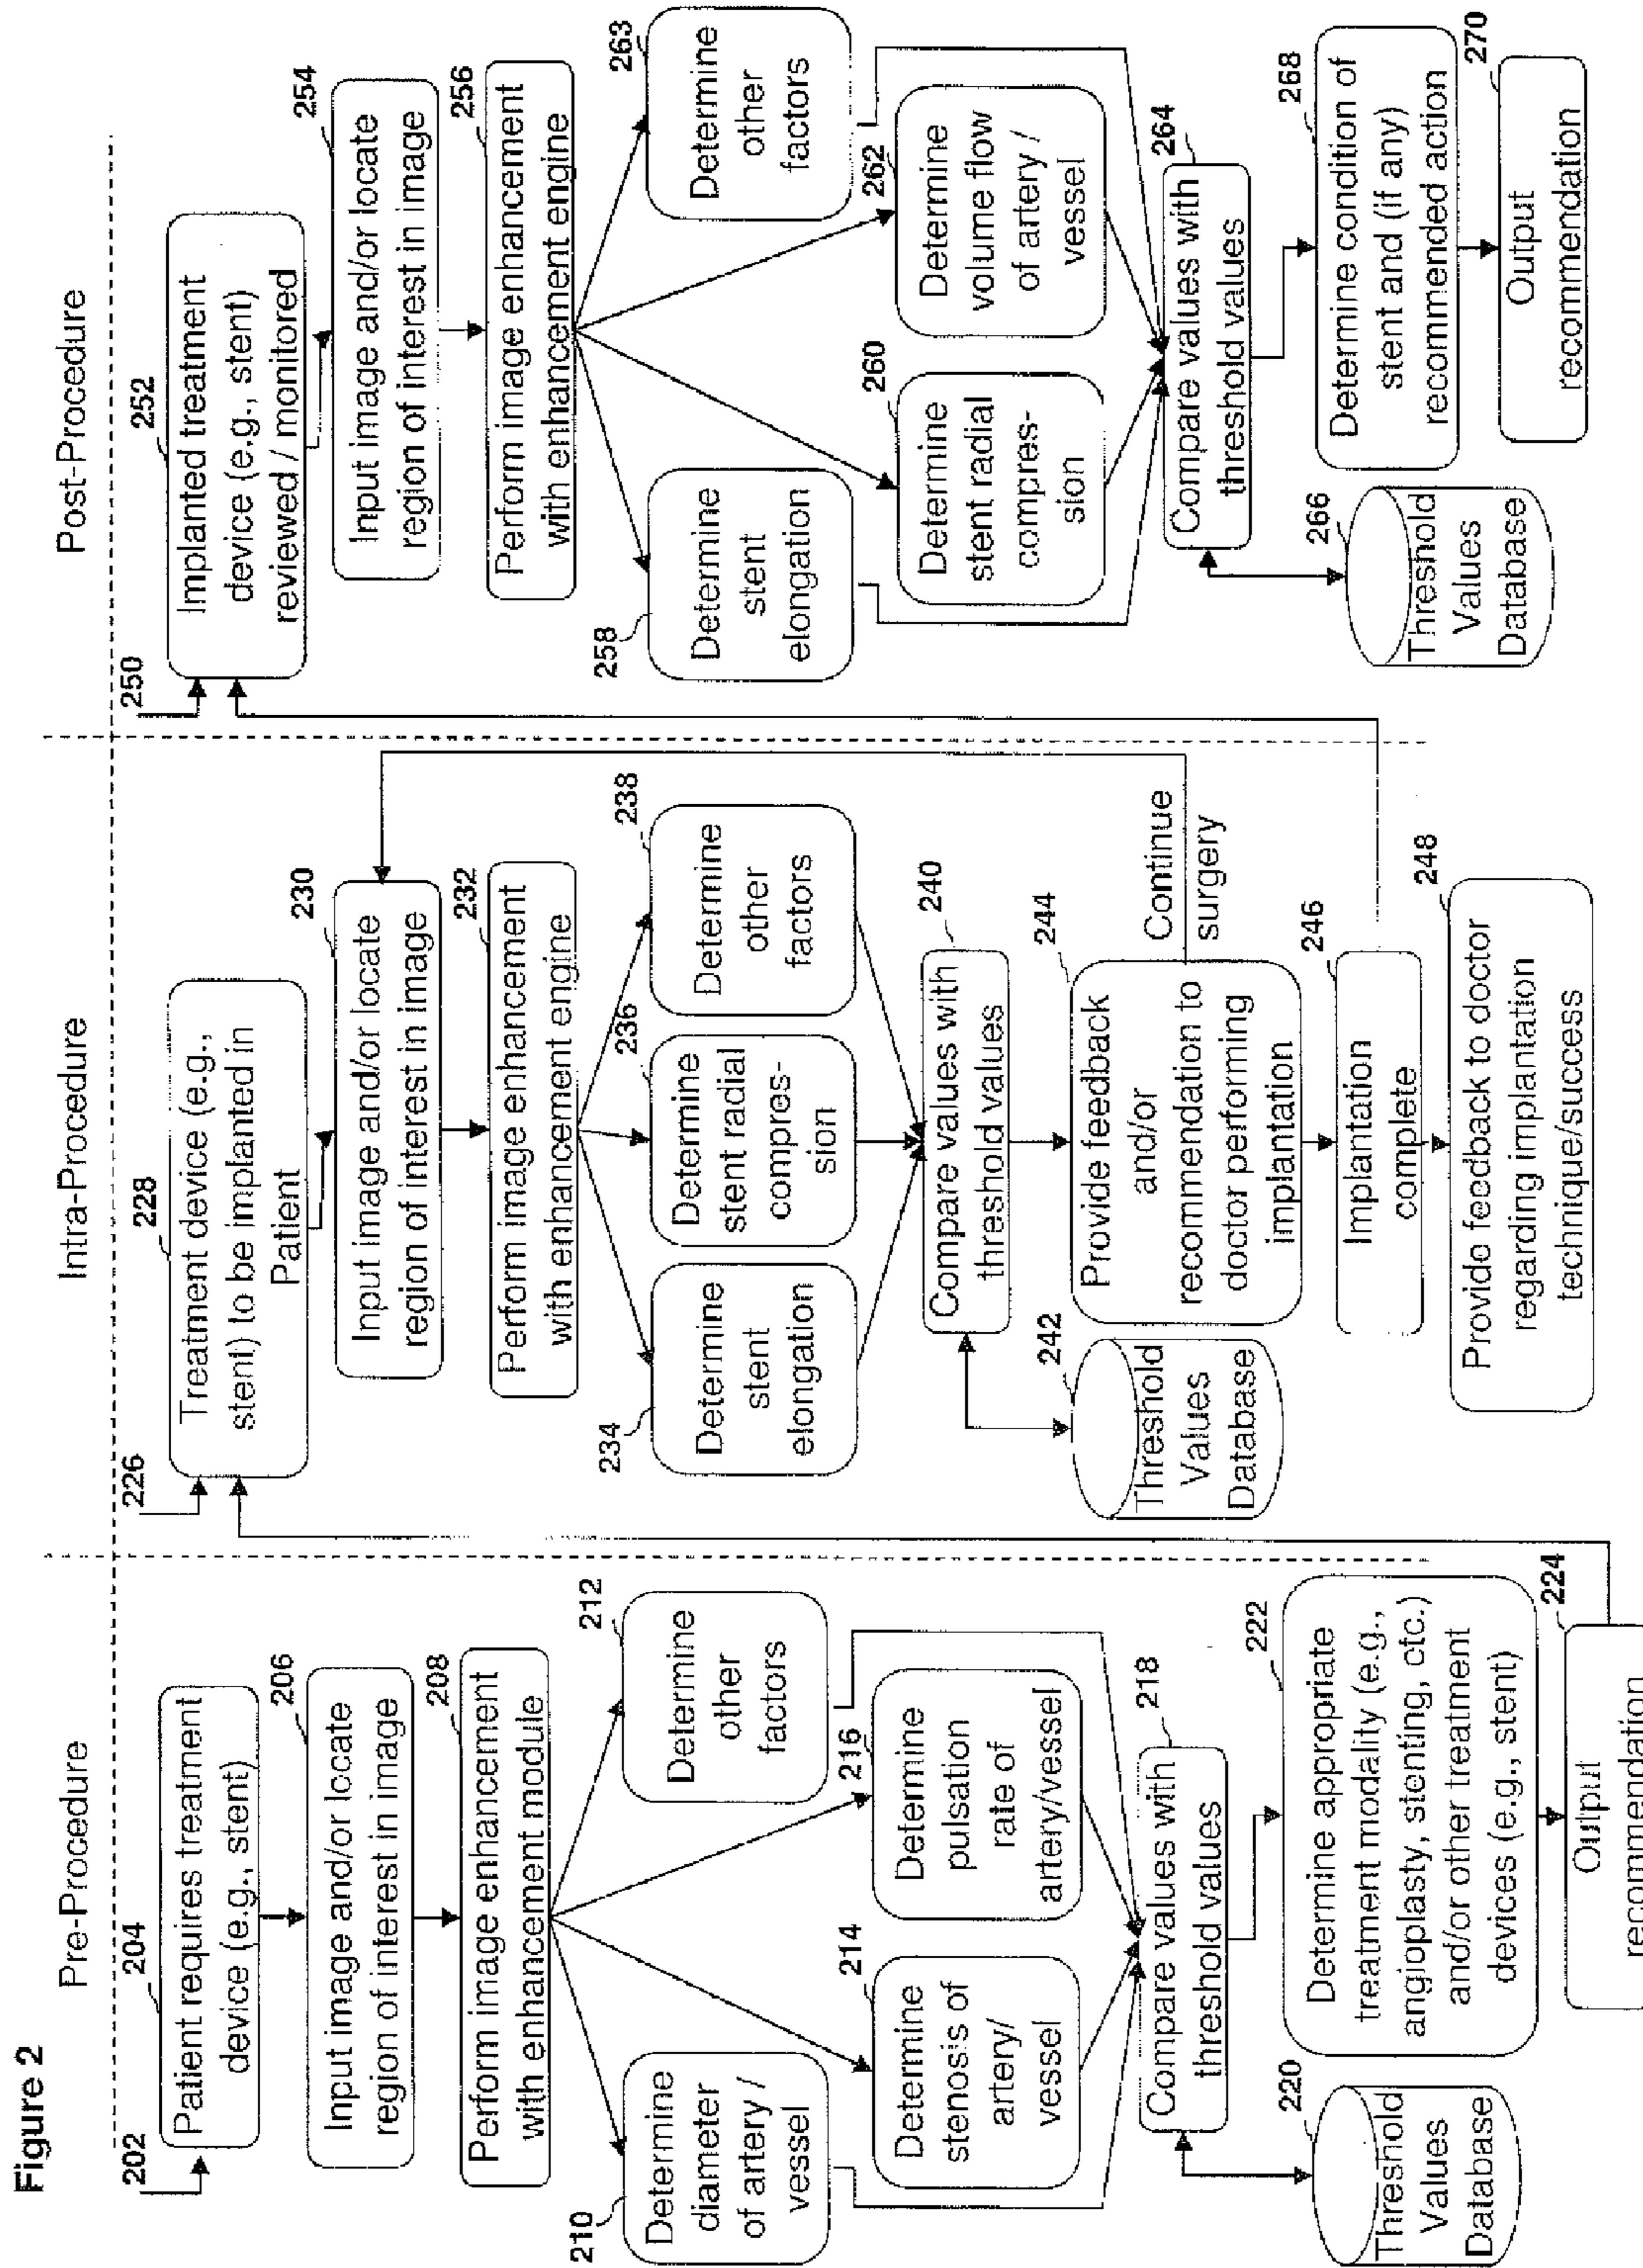 Figure 2
Pre-Procedure
202
204
Patient requires treatment
device (e.g., stent)
206
Input image and/or locate
region of interest in image
208
Perform image enhancement
with enhancement module
210
Determine
diameter
of artery /
vessel
212
Determine
other
factors
214
Determine
stenosis of
artery/
vessel
216
Determine
pulsation
rate of
artery/vessel
218
Compare values with
threshold values
220
Threshold
Values
Database
222
Determine appropriate
treatment modality (e.g.,
angioplasty, stenting, etc.)
and/or other treatment
devices (e.g., stent)
224
Output
recommendation
Intra-Procedure
226
228
Treatment device (e.g.,
stent) to be implanted in
Patient
230
Input image and/or locate
region of interest in image
232
Perform image enhancement
with enhancement engine
234
Determine
stent
elongation
236
Determine
stent radial
compres-
sion
238
Determine
other
factors
240
Compare values with
threshold values
242
Threshold
Values
Database
244
Provide feedback
and/or
recommendation to
doctor performing
implantation
Continue
surgery
246
Implantation
complete
248
Provide feedback to doctor
regarding implantation
technique/success
Post-Procedure
250
252
Implanted treatment
device (e.g., stent)
reviewed / monitored
254
Input image and/or locate
region of interest in image
256
Perform image enhancement
with enhancement engine
258
Determine
stent
elongation
260
Determine
stent radial
compres-
sion
262
Determine
volume flow
of artery /
vessel
263
Determine
other
factors
264
Compare values with
threshold values
266
Threshold
Values
Database
268
Determine condition of
stent and (if any)
recommended action
270
Output
recommendation